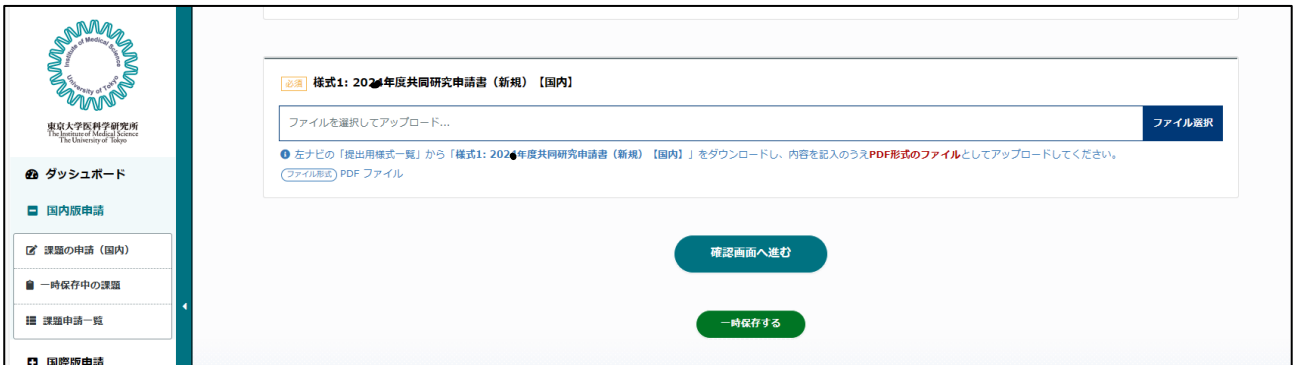 Institute of Medical Science
University of Tokyo
東京大学医科学研究所
The Institute of Medical Science
The University of Tokyo
ダッシュボード
国内版申請
課題の申請（国内）
一時保存中の課題
課題申請一覧
国際版申請
必須 様式1: 202年度共同研究申請書（新規）【国内】
ファイルを選択してアップロード... ファイル選択
左ナビの「提出用様式一覧」から「様式1: 202年度共同研究申請書（新規）【国内】」をダウンロードし、内容を記入のうえPDF形式のファイルとしてアップロードしてください。
ファイル形式 PDF ファイル
確認画面へ進む
一時保存する